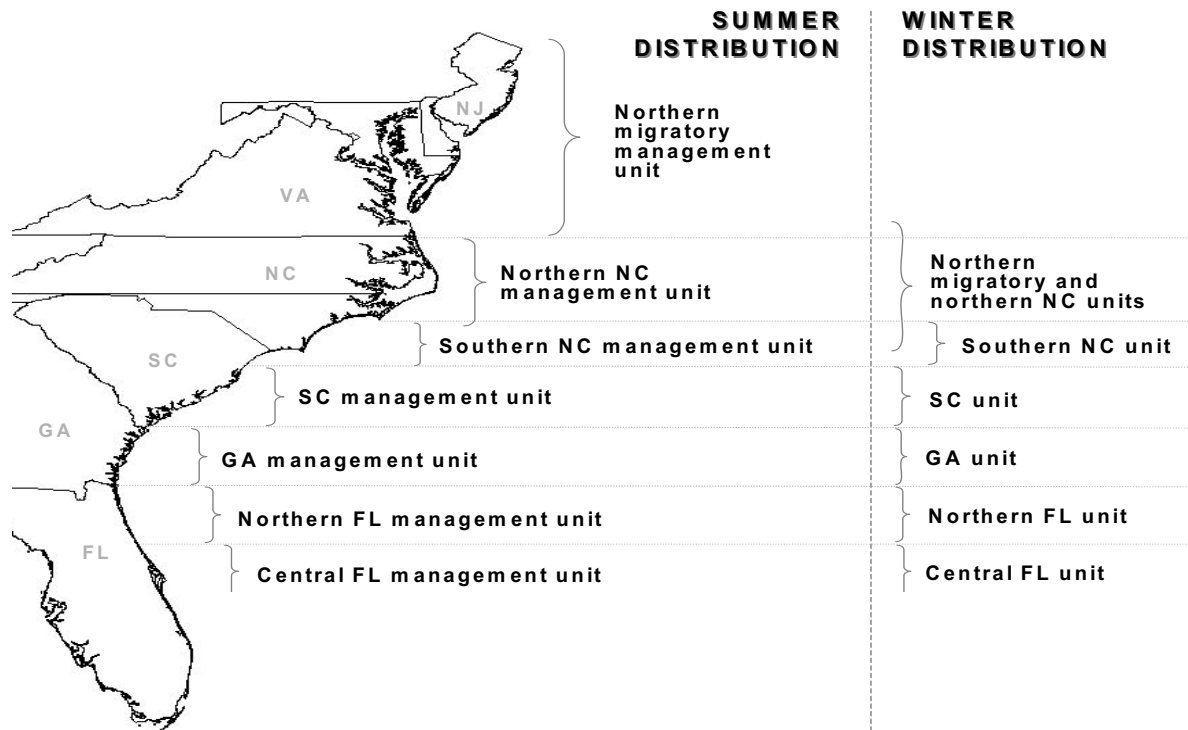 SUMMER
DISTRIBUTION
WINTER
DISTRIBUTION
NJ
Northern
migratory
management
unit
VA
NC
Northern NC
management unit
Northern
migratory and
northern NC units
Southern NC management unit
Southern NC unit
SC
SC management unit
SC unit
GA
GA management unit
GA unit
Northern FL management unit
Northern FL unit
FL
Central FL management unit
Central FL unit